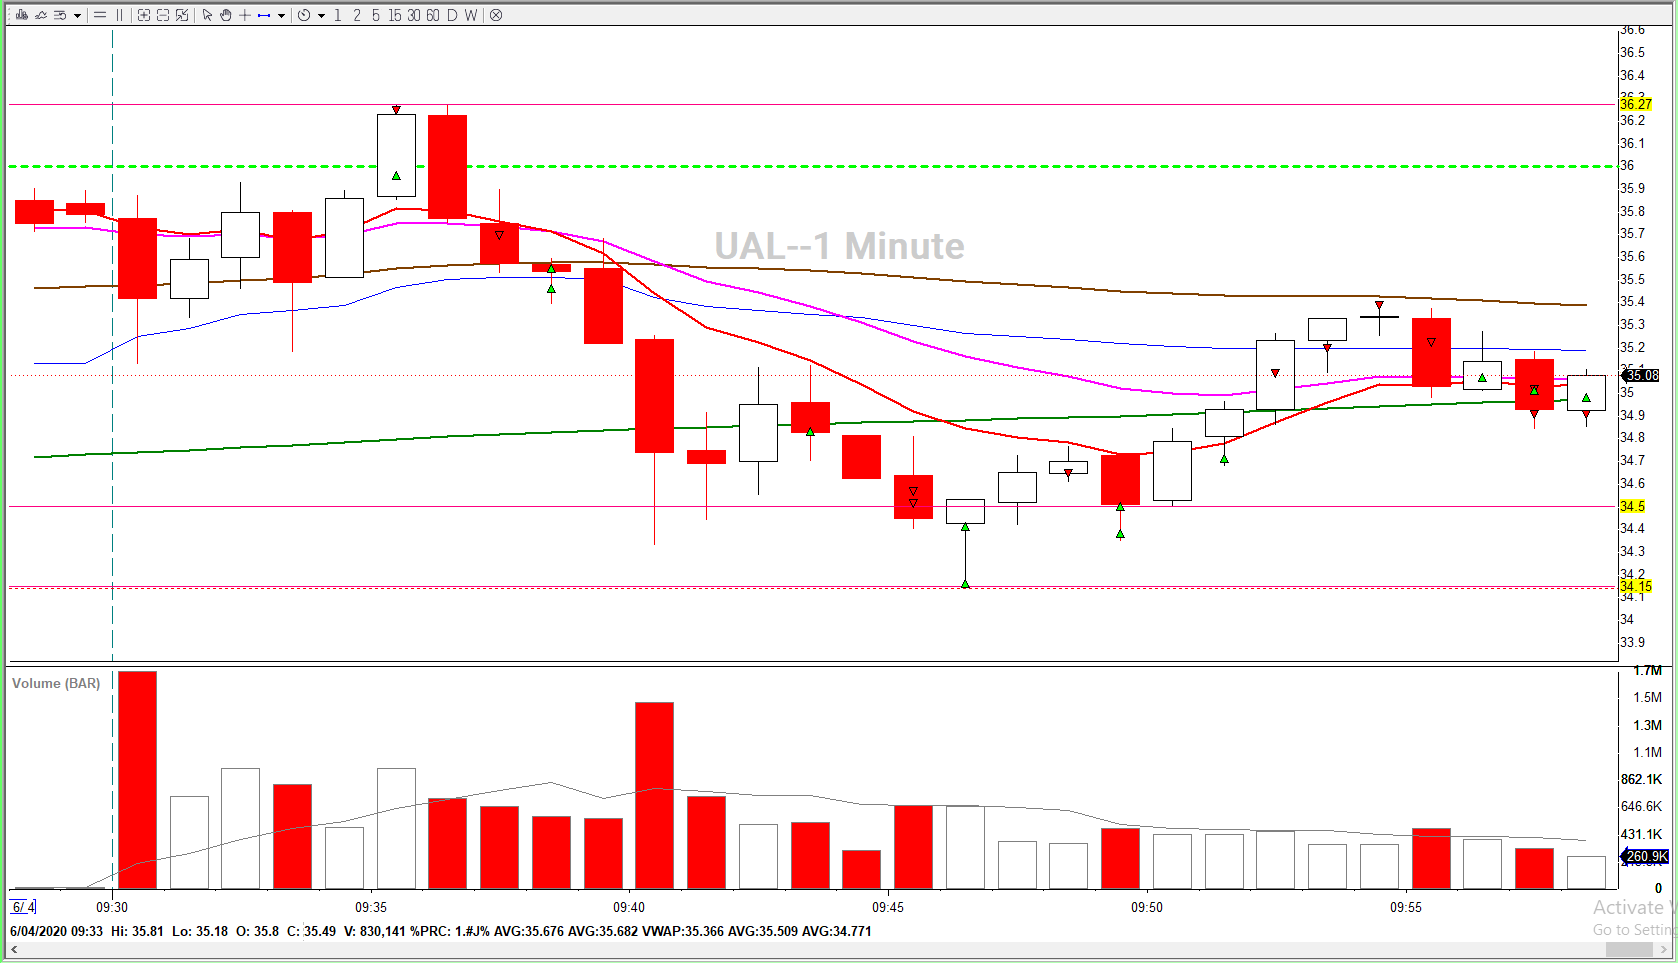 1 2 5 15 30 60 D W
UAL--1 Minute
36.6
36.5
36.4
36.3
36.27
36.2
36.1
36
35.9
35.8
35.7
35.6
35.5
35.4
35.3
35.2
35.08
35
34.9
34.8
34.7
34.6
34.5
34.4
34.3
34.2
34.15
34.1
34
33.9
Volume (BAR)
1.7M
1.5M
1.3M
1.1M
862.1K
646.6K
431.1K
260.9K
0
6/ 4 09:30 09:35 09:40 09:45 09:50 09:55
Activate
Go to Setting
6/04/2020 09:33 Hi: 35.81 Lo: 35.18 O: 35.8 C: 35.49 V: 830,141 %PRC: 1.#J% AVG:35.676 AVG:35.682 VWAP:35.366 AVG:35.509 AVG:34.771